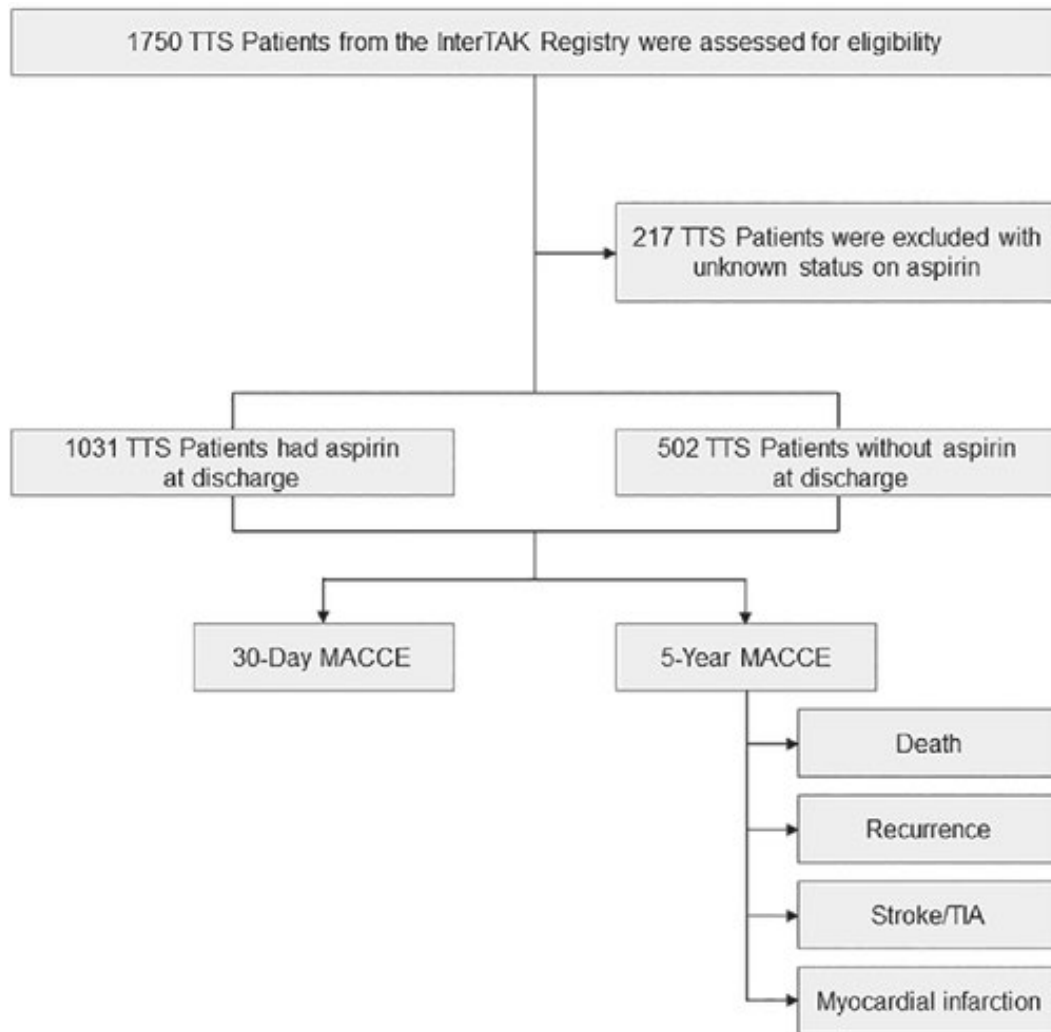 1750 TTS Patients from the InterTAK Registry were assessed for eligibility
217 TTS Patients were excluded with
unknown status on aspirin
1031 TTS Patients had aspirin
at discharge
502 TTS Patients without aspirin
at discharge
30-Day MACCE
5-Year MACCE
Death
Recurrence
Stroke/TIA
Myocardial infarction